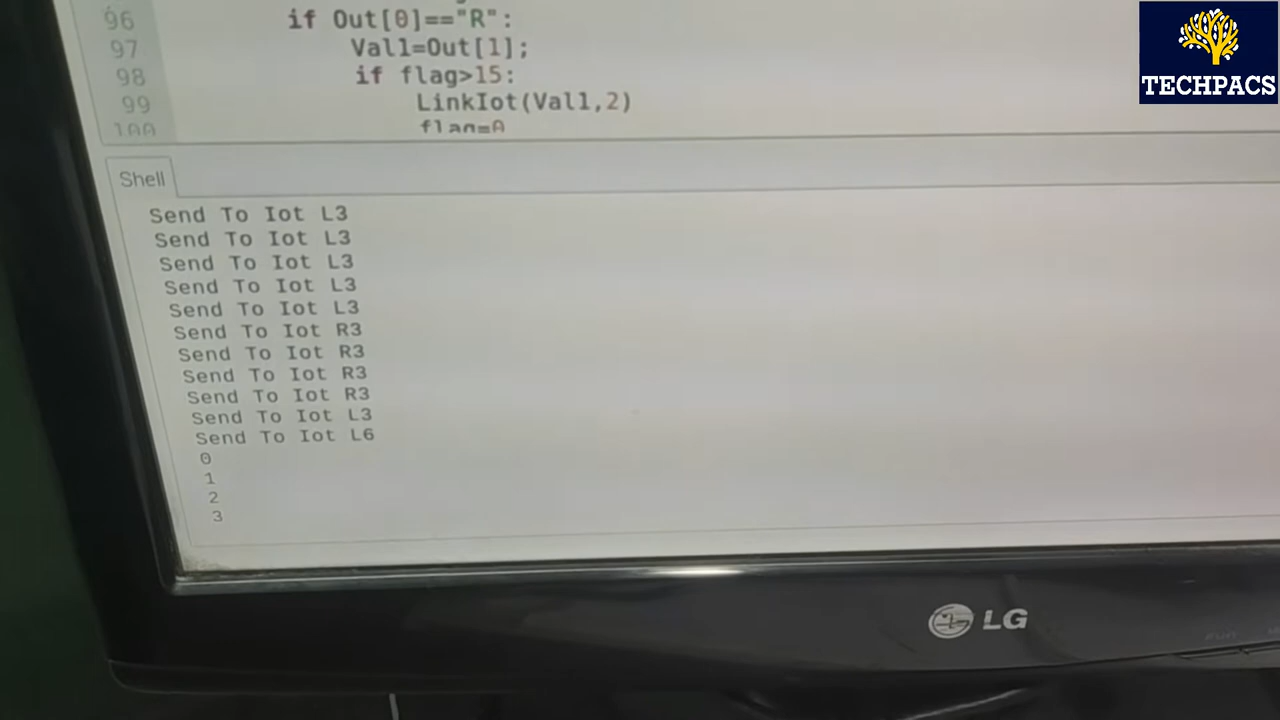 96 if Out[0]=="R":
97 Val1=Out[1];
98 if flag>15:
99 LinkIot(Val1,2)
100 flag=0
TECHPACS
Shell
Send To Iot L3
Send To Iot L3
Send To Iot L3
Send To Iot L3
Send To Iot L3
Send To Iot R3
Send To Iot R3
Send To Iot R3
Send To Iot R3
Send To Iot L3
Send To Iot L6
0
1
2
3
LG